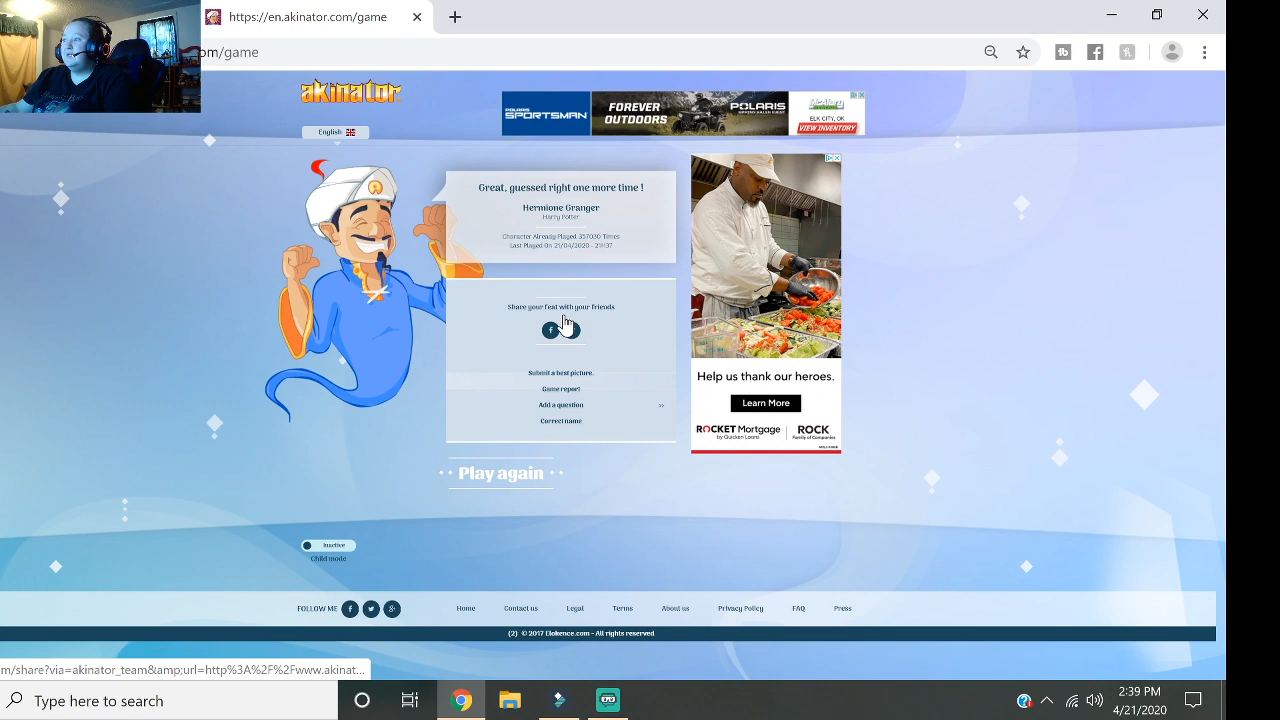 https://en.akinator.com/game
om/game
akinator
English
POLARIS
SPORTSMAN
FOREVER
OUTDOORS
POLARIS
ELK CITY, OK
VIEW INVENTORY
Great, guessed right one more time !
Hermione Granger
Harry Potter
Character Already Played 357030 Times
Last Played On 21/04/2020 - 21H37
Share your feat with your friends
Submit a best picture.
Game report
Add a question >>
Correct name
Play again
Help us thank our heroes.
Learn More
ROCKET Mortgage
by Quicken Loans
ROCK
Family of Companies
Inactive
Child mode
FOLLOW ME
Home Contact us Legal Terms About us Privacy Policy FAQ Press
(2) © 2017 Elokence.com - All rights reserved
m/share?via=akinator_team&amp;url=http%3A%2F%2Fwww.akinat...
Type here to search
2:39 PM
4/21/2020